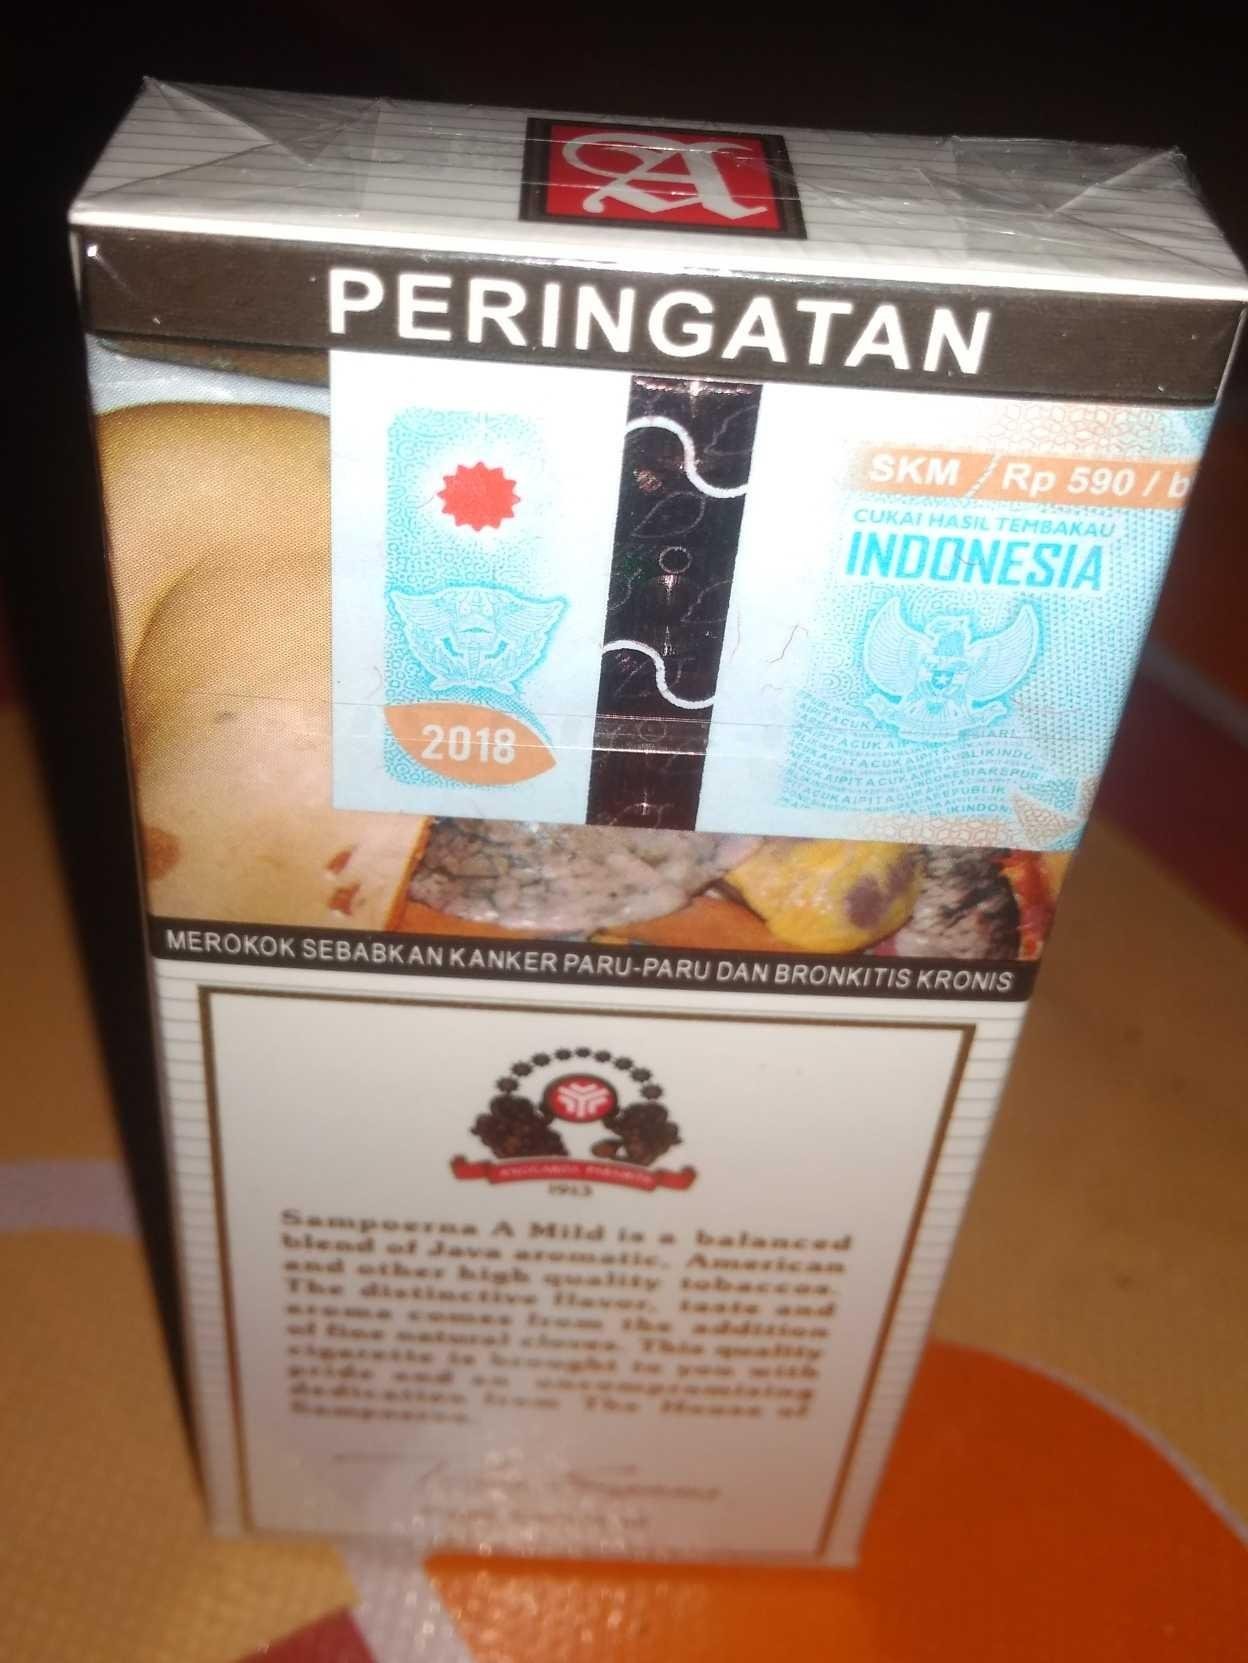 A
PERINGATAN
SKM / Rp 590 / b
CUKAI HASIL TEMBAKAU
INDONESIA
2018
MEROKOK SEBABKAN KANKER PARU-PARU DAN BRONKITIS KRONIS
1913
Sampoerna A Mild is a balanced
blend of Java aromatic, American
and other high quality tobaccos.
The distinctive flavor, taste and
aroma comes from the addition
of fine natural cloves. This quality
cigarette is brought to you with
pride and an uncompromising
dedication from The House of
Sampoerna.